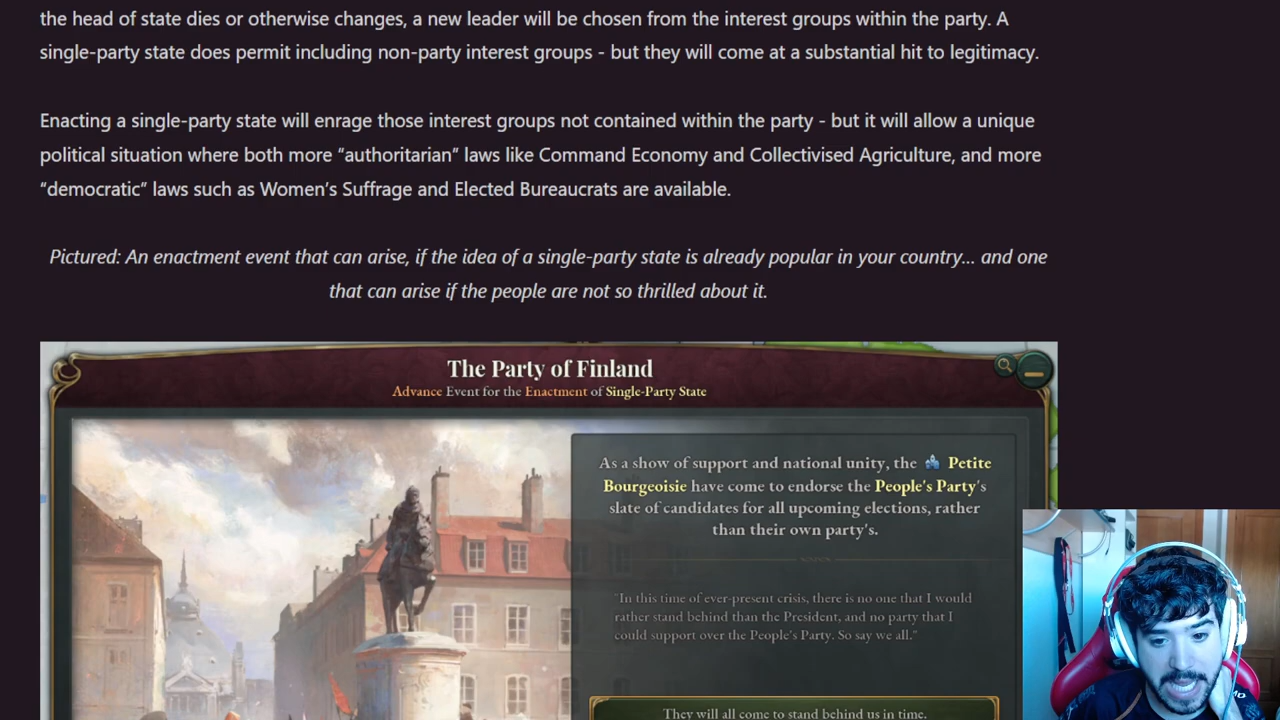 the head of state dies or otherwise changes, a new leader will be chosen from the interest groups within the party. A
single-party state does permit including non-party interest groups - but they will come at a substantial hit to legitimacy.
Enacting a single-party state will enrage those interest groups not contained within the party - but it will allow a unique
political situation where both more “authoritarian” laws like Command Economy and Collectivised Agriculture, and more
“democratic” laws such as Women’s Suffrage and Elected Bureaucrats are available.
Pictured: An enactment event that can arise, if the idea of a single-party state is already popular in your country... and one
that can arise if the people are not so thrilled about it.
The Party of Finland
Advance Event for the Enactment of Single-Party State
As a show of support and national unity, the Petite
Bourgeoisie have come to endorse the People's Party's
slate of candidates for all upcoming elections, rather
than their own party's.
"In this time of ever-present crisis, there is no one that I would
rather stand behind than the President, and no party that I
could support over the People's Party. So say we all."
They will all come to stand behind us in time.